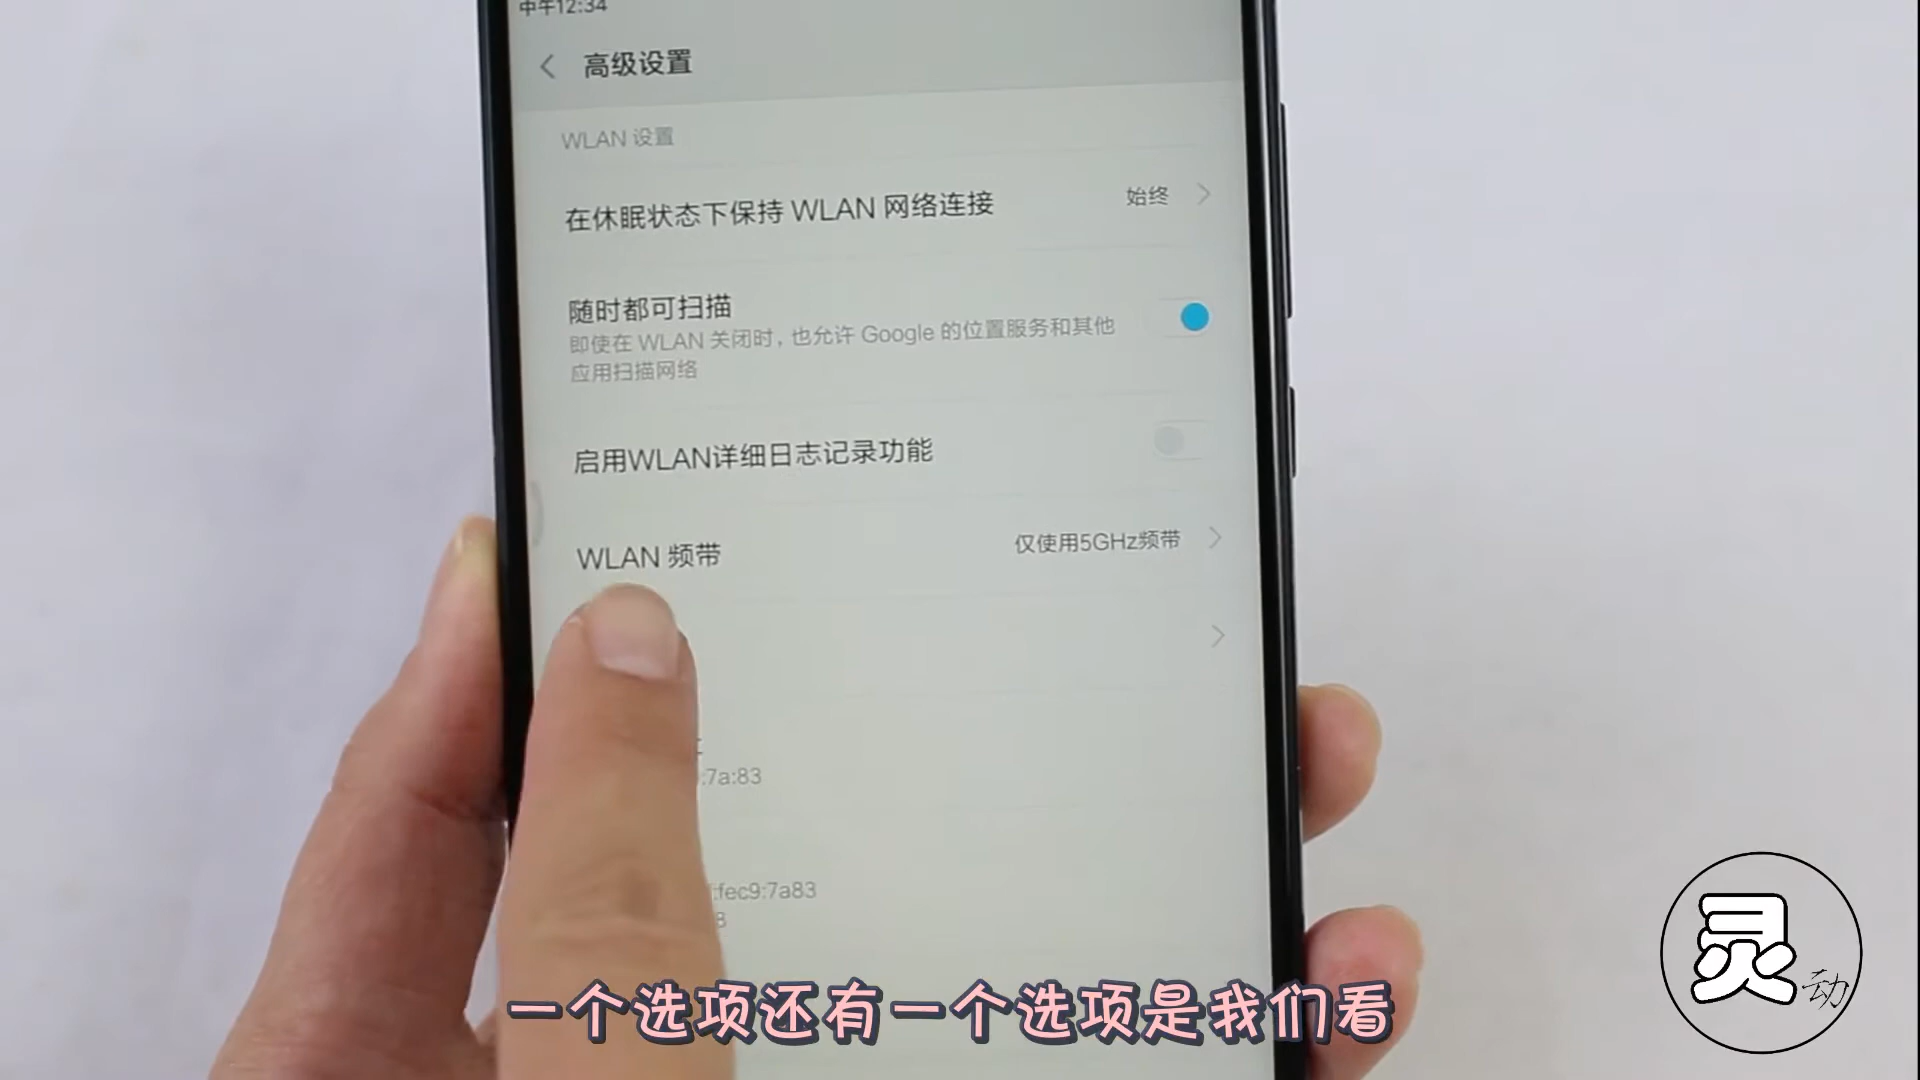 中午12:34
高级设置
WLAN 设置
在休眠状态下保持 WLAN 网络连接
始终
随时都可扫描
即使在 WLAN 关闭时，也允许 Google 的位置服务和其他
应用扫描网络
启用WLAN详细日志记录功能
WLAN 频带
仅使用5GHz频带
:7a:83
:fec9:7a83
8
一个选项还有一个选项是我们看
灵动